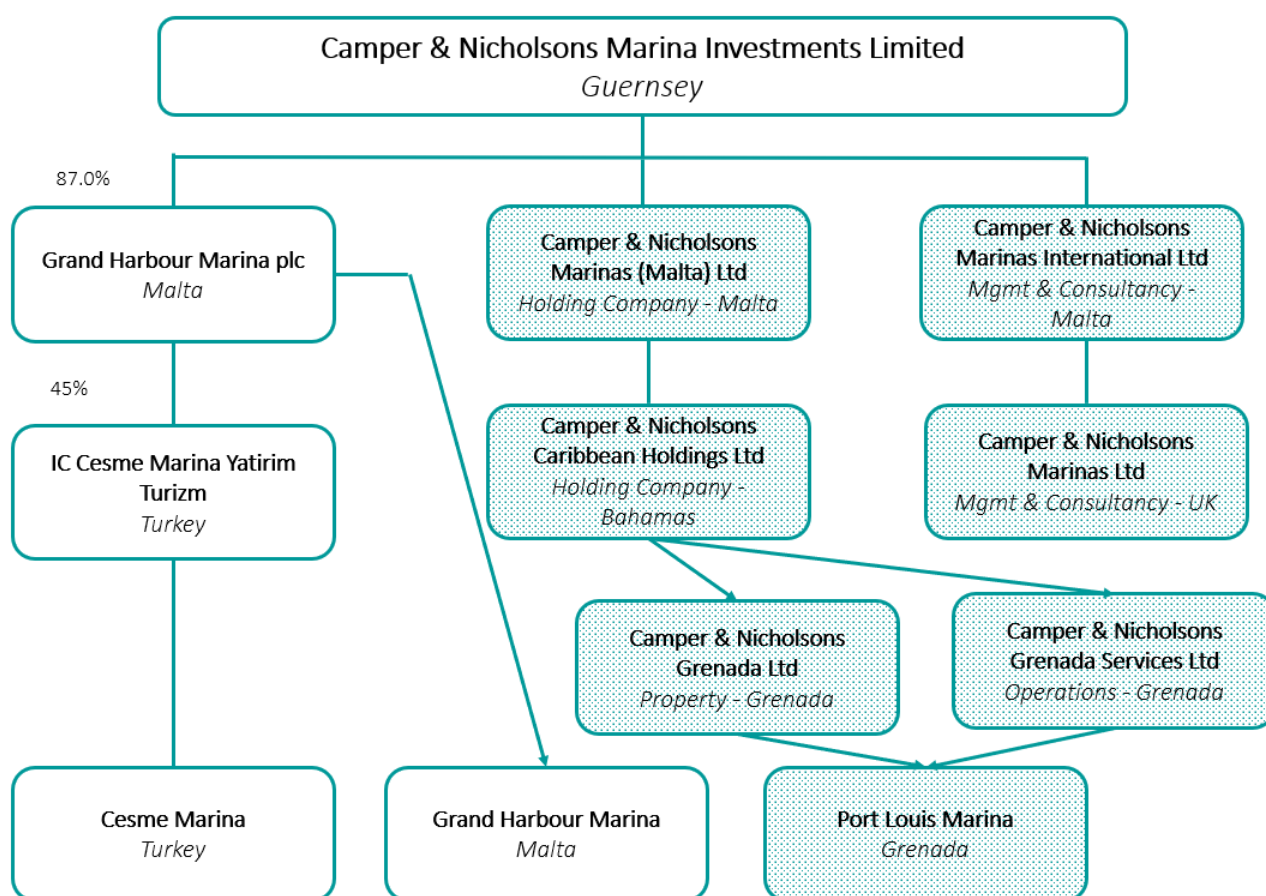 Camper & Nicholsons Marina Investments Limited
Guernsey
87.0%
Grand Harbour Marina plc
Malta
Camper & Nicholsons
Marinas (Malta) Ltd
Holding Company - Malta
Camper & Nicholsons
Marinas International Ltd
Mgmt & Consultancy -
Malta
45%
IC Cesme Marina Yatirim
Turizm
Turkey
Camper & Nicholsons
Caribbean Holdings Ltd
Holding Company -
Bahamas
Camper & Nicholsons
Marinas Ltd
Mgmt & Consultancy - UK
Camper & Nicholsons
Grenada Ltd
Property - Grenada
Camper & Nicholsons
Grenada Services Ltd
Operations - Grenada
Cesme Marina
Turkey
Grand Harbour Marina
Malta
Port Louis Marina
Grenada